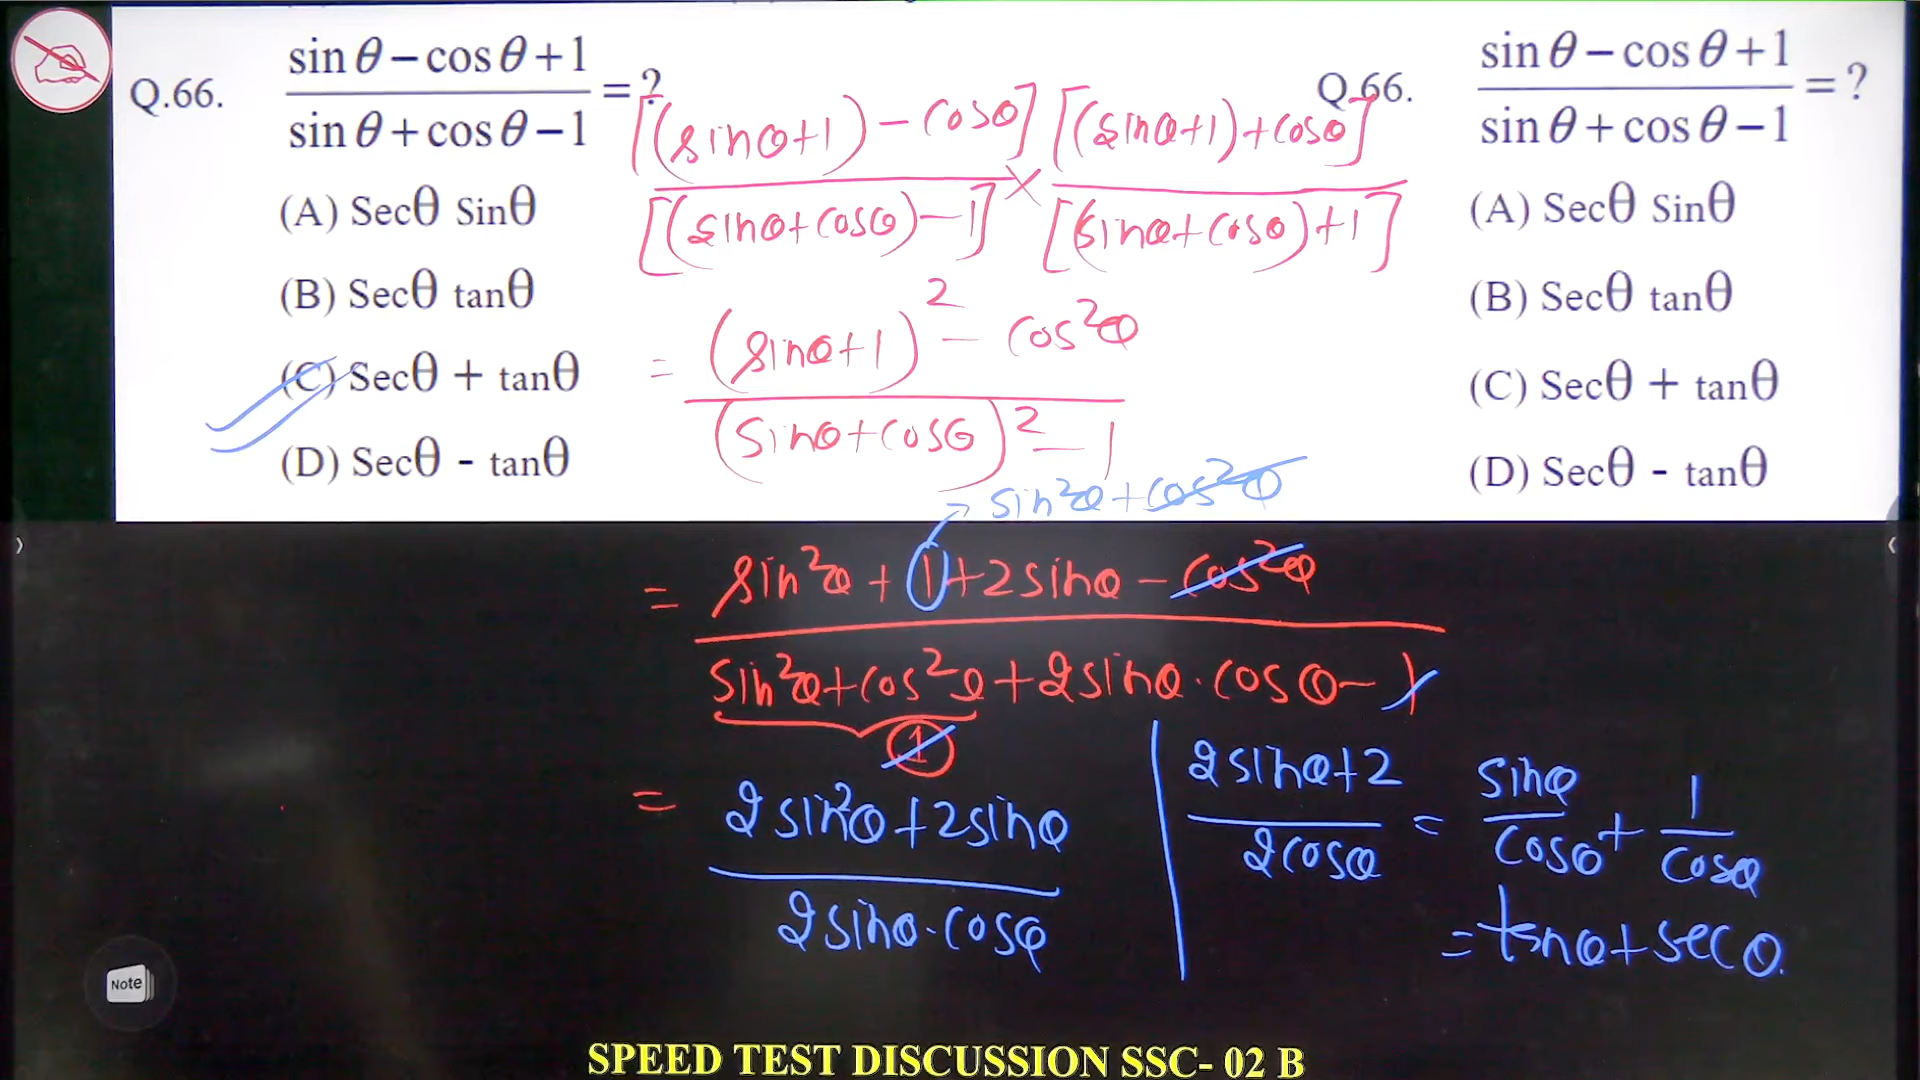 Q.66. (sin θ − cos θ + 1)/(sin θ + cos θ − 1) = ?
(A) Secθ Sinθ
(B) Secθ tanθ
(C) Secθ + tanθ
(D) Secθ - tanθ
[(sinθ+1) − cosθ] [(sinθ+1)+cosθ]
× 
[(sinθ+cosθ)−1] [(sinθ+cosθ)+1]
= (sinθ+1)² − cos²θ
(sinθ+cosθ)² − 1
sin²θ+cos²θ
= sin²θ + 1 + 2sinθ − cos²θ
sin²θ+cos²θ + 2sinθ·cosθ − 1
1
= 2sin²θ+2sinθ
2sinθ·cosθ
2sinθ+2
2cosθ
= sinθ/cosθ + 1/cosθ
= tanθ+secθ.
Q.66. (sin θ − cos θ + 1)/(sin θ + cos θ − 1) = ?
(A) Secθ Sinθ
(B) Secθ tanθ
(C) Secθ + tanθ
(D) Secθ - tanθ
Note
SPEED TEST DISCUSSION SSC- 02 B